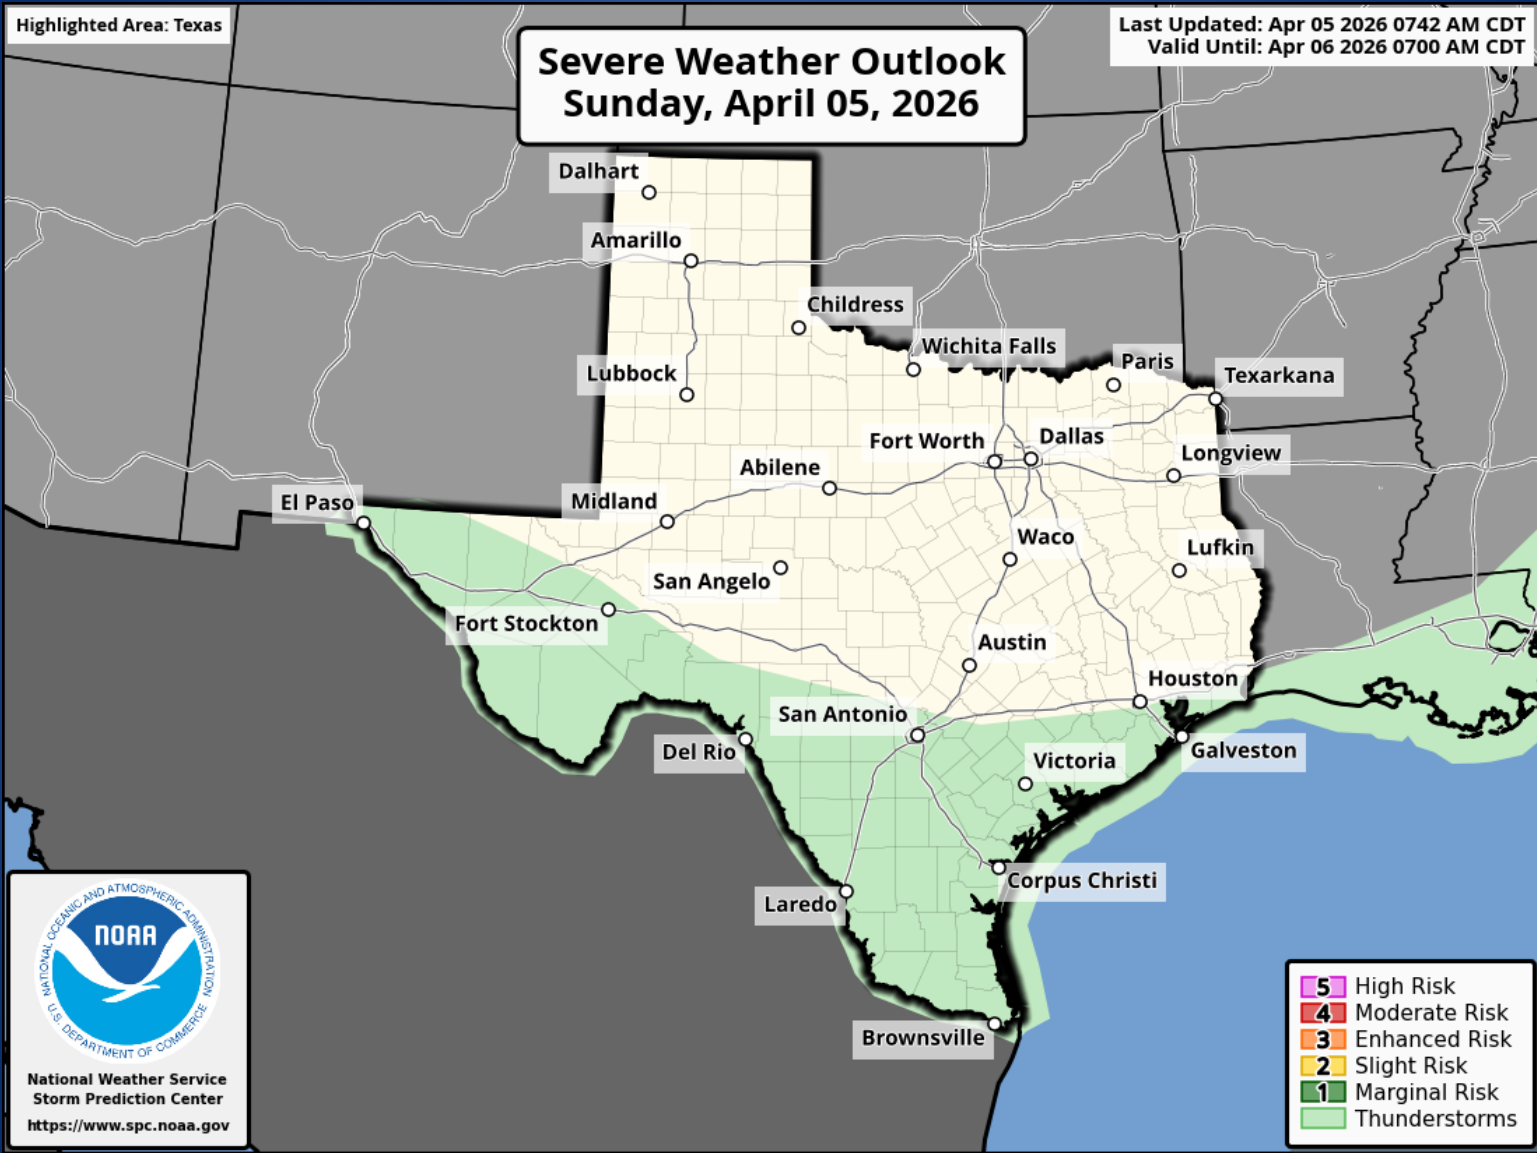 Highlighted Area: Texas
Severe Weather Outlook
Sunday, April 05, 2026
Last Updated: Apr 05 2026 0742 AM CDT
Valid Until: Apr 06 2026 0700 AM CDT
Dalhart
Amarillo
Childress
Wichita Falls
Paris
Texarkana
Lubbock
Fort Worth
Dallas
Longview
Abilene
El Paso
Midland
Waco
Lufkin
San Angelo
Fort Stockton
Austin
Houston
San Antonio
Del Rio
Galveston
Victoria
Corpus Christi
Laredo
Brownsville
NATIONAL OCEANIC AND ATMOSPHERIC ADMINISTRATION
NOAA
U.S. DEPARTMENT OF COMMERCE
National Weather Service
Storm Prediction Center
https://www.spc.noaa.gov
5 High Risk
4 Moderate Risk
3 Enhanced Risk
2 Slight Risk
1 Marginal Risk
Thunderstorms